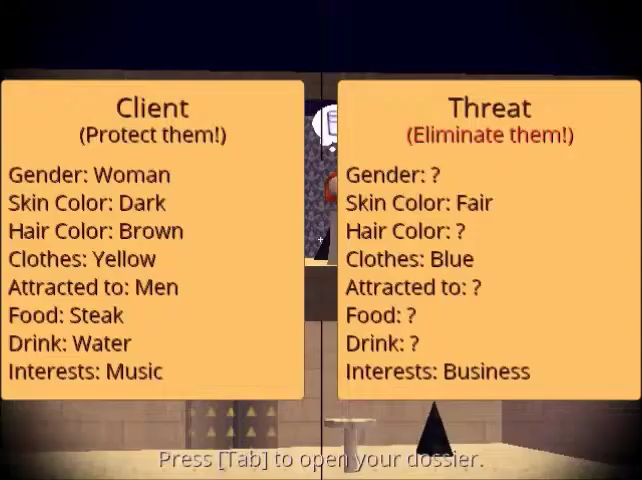 Client
(Protect them!)
Gender: Woman
Skin Color: Dark
Hair Color: Brown
Clothes: Yellow
Attracted to: Men
Food: Steak
Drink: Water
Interests: Music
Threat
(Eliminate them!)
Gender: ?
Skin Color: Fair
Hair Color: ?
Clothes: Blue
Attracted to: ?
Food: ?
Drink: ?
Interests: Business
Press [Tab] to open your dossier.